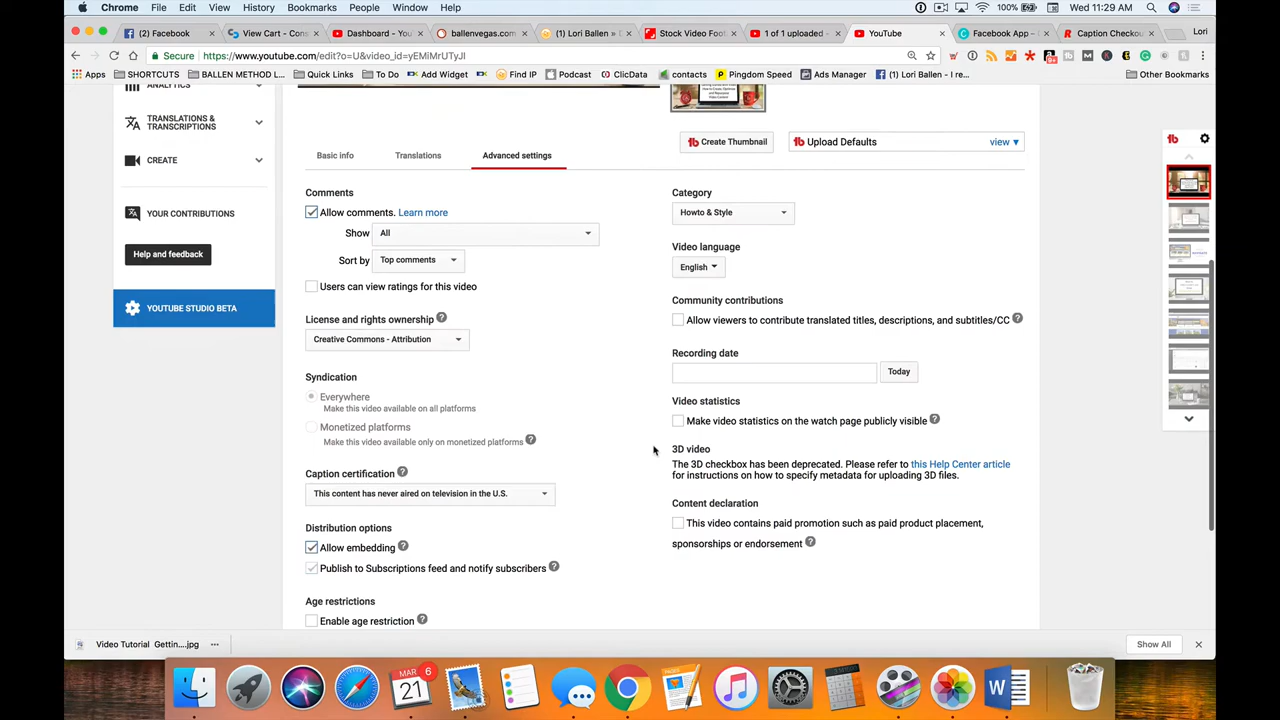 Chrome File Edit View History Bookmarks People Window Help 100% Wed 11:29 AM
(2) Facebook View Cart - Cons Dashboard - You ballenvegas.com (1) Lori Ballen » Stock Video Foot 1 of 1 uploaded - YouTube Facebook App - Caption Checkou Lori
Secure https://www.youtube.com/edit?o=U&video_id=yEMiMrUTyJI
Apps SHORTCUTS BALLEN METHOD L... Quick Links To Do Add Widget Find IP Podcast ClicData contacts Pingdom Speed Ads Manager (1) Lori Ballen - I re... Other Bookmarks
ANALYTICS
TRANSLATIONS &
TRANSCRIPTIONS
CREATE
YOUR CONTRIBUTIONS
Help and feedback
YOUTUBE STUDIO BETA
Create Thumbnail Upload Defaults view ▼
Basic info Translations Advanced settings
Comments
Allow comments. Learn more
Show All
Sort by Top comments
Users can view ratings for this video
License and rights ownership ?
Creative Commons - Attribution
Syndication
Everywhere
Make this video available on all platforms
Monetized platforms
Make this video available only on monetized platforms ?
Caption certification ?
This content has never aired on television in the U.S.
Distribution options
Allow embedding ?
Publish to Subscriptions feed and notify subscribers ?
Age restrictions
Enable age restriction ?
Category
Howto & Style
Video language
English
Community contributions
Allow viewers to contribute translated titles, descriptions, and subtitles/CC ?
Recording date
Today
Video statistics
Make video statistics on the watch page publicly visible ?
3D video
The 3D checkbox has been deprecated. Please refer to this Help Center article
for instructions on how to specify metadata for uploading 3D files.
Content declaration
This video contains paid promotion such as paid product placement,
sponsorships or endorsement ?
Video Tutorial Gettin....jpg Show All
MAR
21
6